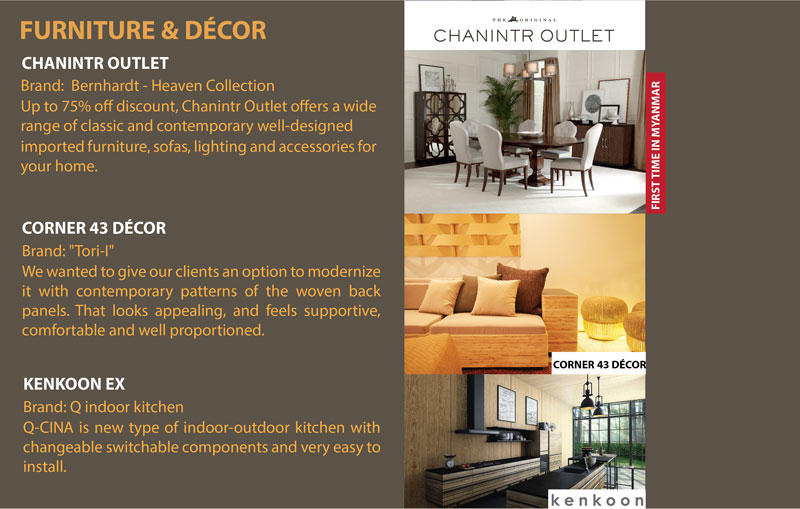 FURNITURE & DÉCOR
CHANINTR OUTLET
Brand:  Bernhardt - Heaven Collection
Up to 75% off discount, Chanintr Outlet offers a wide
range of classic and contemporary well-designed
imported furniture, sofas, lighting and accessories for
your home.
CORNER 43 DÉCOR
Brand: "Tori-I"
We wanted to give our clients an option to modernize
it with contemporary patterns of the woven back
panels. That looks appealing, and feels supportive,
comfortable and well proportioned.
KENKOON EX
Brand: Q indoor kitchen
Q-CINA is new type of indoor-outdoor kitchen with
changeable switchable components and very easy to
install.
THE ORIGINAL
CHANINTR OUTLET
FIRST TIME IN MYANMAR
CORNER 43 DÉCOR
kenkoon